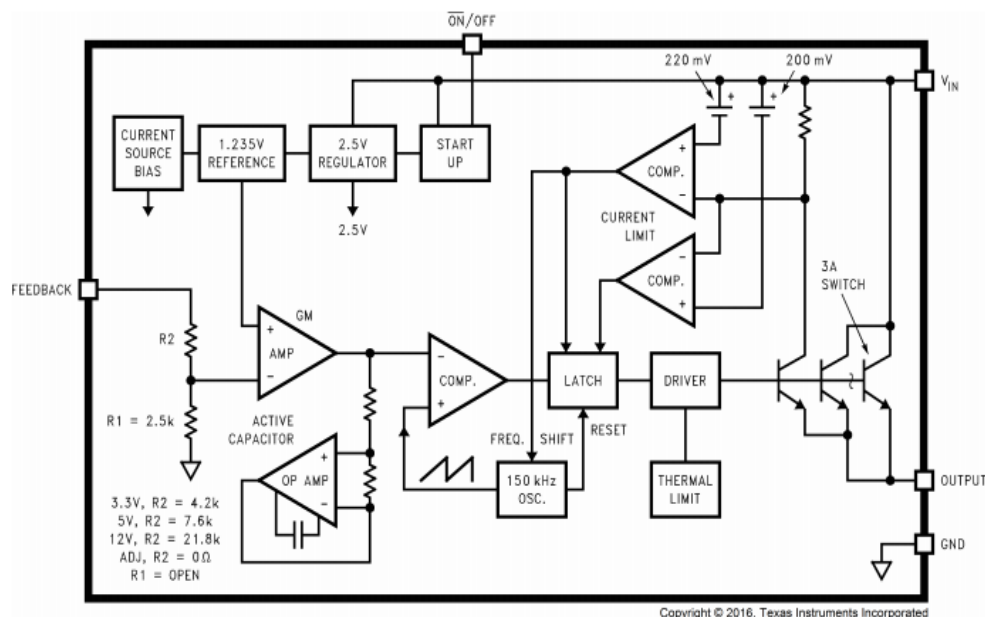 ON/OFF
220 mV
200 mV
+
+
VIN
CURRENT
SOURCE
BIAS
1.235V
REFERENCE
2.5V
REGULATOR
START
UP
+
COMP.
−
2.5V
CURRENT
LIMIT
−
COMP.
+
3A
SWITCH
FEEDBACK
GM
R2
+
AMP
−
−
COMP.
+
LATCH
DRIVER
R1 = 2.5k
ACTIVE
CAPACITOR
FREQ. SHIFT
RESET
+
OP AMP
−
150 kHz
OSC.
THERMAL
LIMIT
OUTPUT
3.3V, R2 = 4.2k
5V, R2 = 7.6k
12V, R2 = 21.8k
ADJ, R2 = 0Ω
R1 = OPEN
GND
Copyright © 2016, Texas Instruments Incorporated